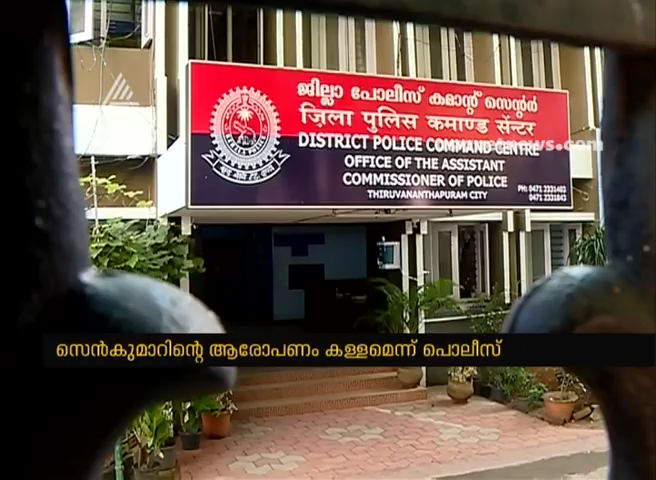 ജില്ലാ പോലീസ് കമാന്റ് സെന്റർ
ज़िला पुलिस कमाण्ड सेंन्टर
DISTRICT POLICE COMMAND CENTRE
OFFICE OF THE ASSISTANT
COMMISSIONER OF POLICE
THIRUVANANTHAPURAM CITY
PH: 0471 2331403
0471 2331843
സെൻകുമാറിന്റെ ആരോപണം കള്ളമെന്ന് പൊലീസ്